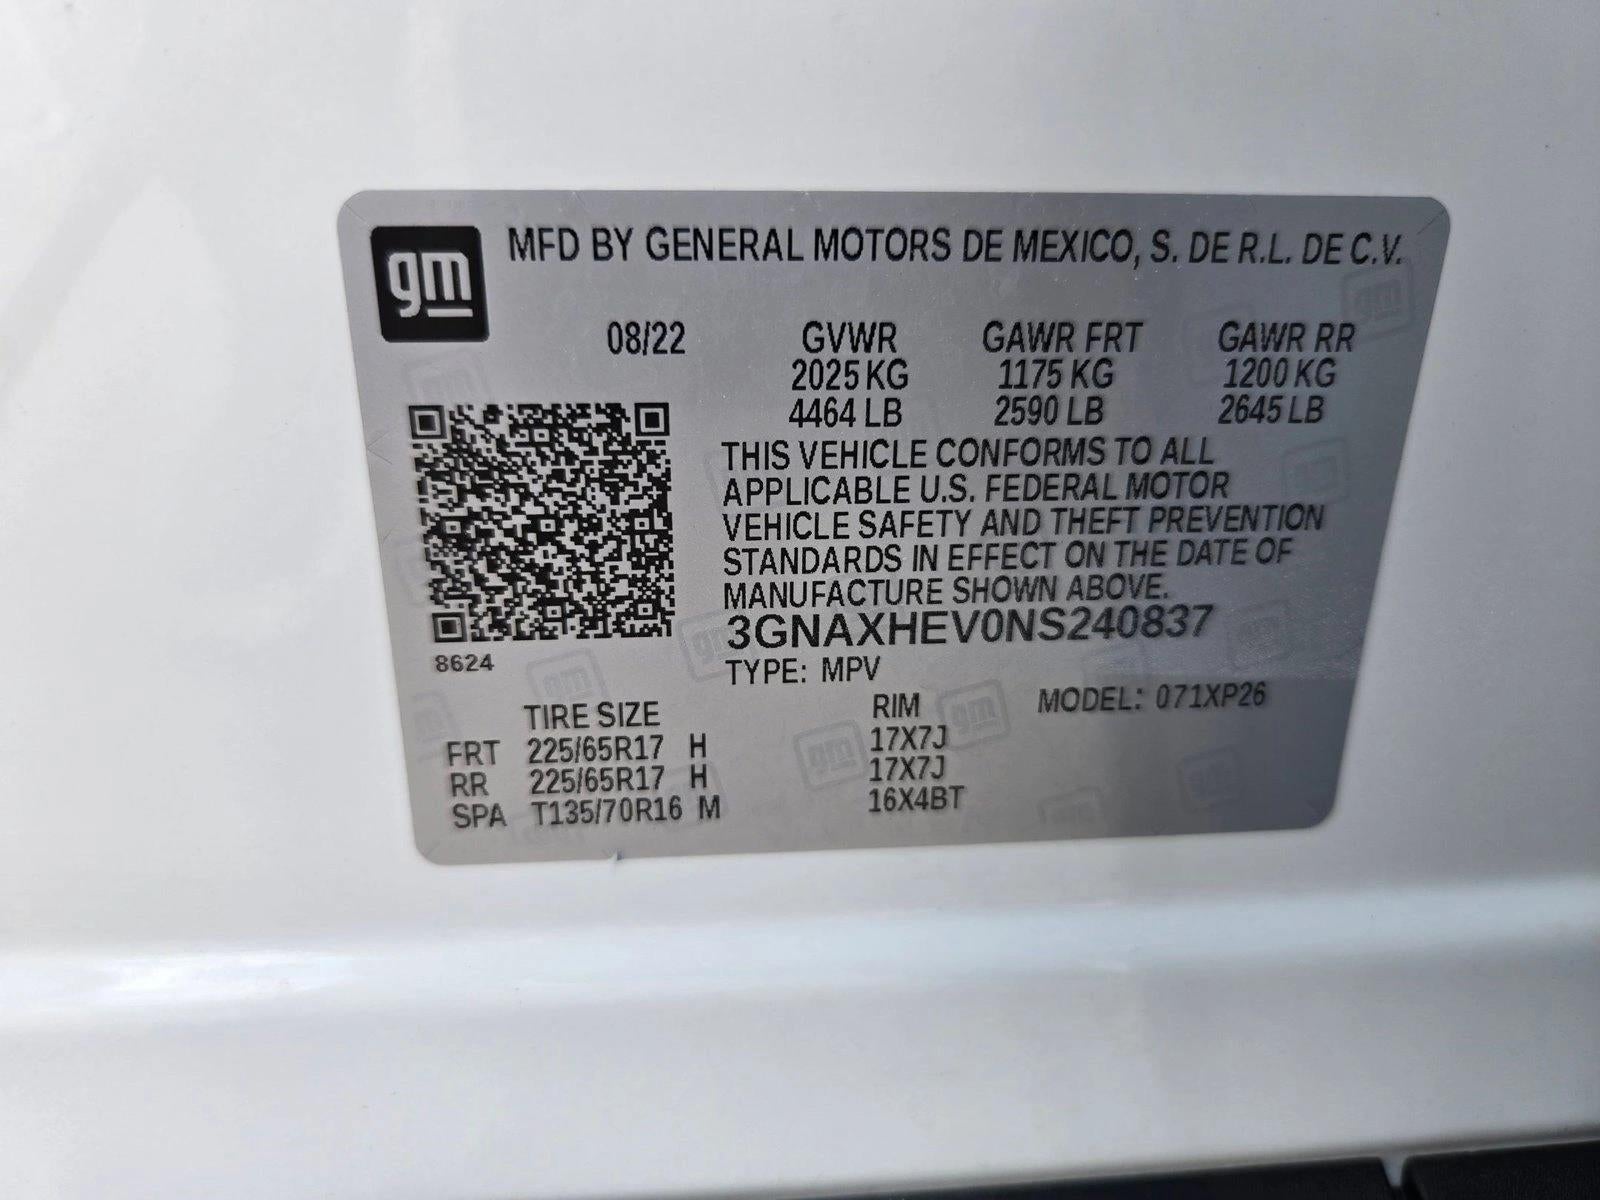 gm
MFD BY GENERAL MOTORS DE MEXICO, S. DE R.L. DE C.V.
08/22 GVWR GAWR FRT GAWR RR
2025 KG 1175 KG 1200 KG
4464 LB 2590 LB 2645 LB
THIS VEHICLE CONFORMS TO ALL
APPLICABLE U.S. FEDERAL MOTOR
VEHICLE SAFETY AND THEFT PREVENTION
STANDARDS IN EFFECT ON THE DATE OF
MANUFACTURE SHOWN ABOVE.
3GNAXHEV0NS240837
8624
TYPE: MPV
TIRE SIZE RIM MODEL: 071XP26
FRT 225/65R17 H 17X7J
RR 225/65R17 H 17X7J
SPA T135/70R16 M 16X4BT